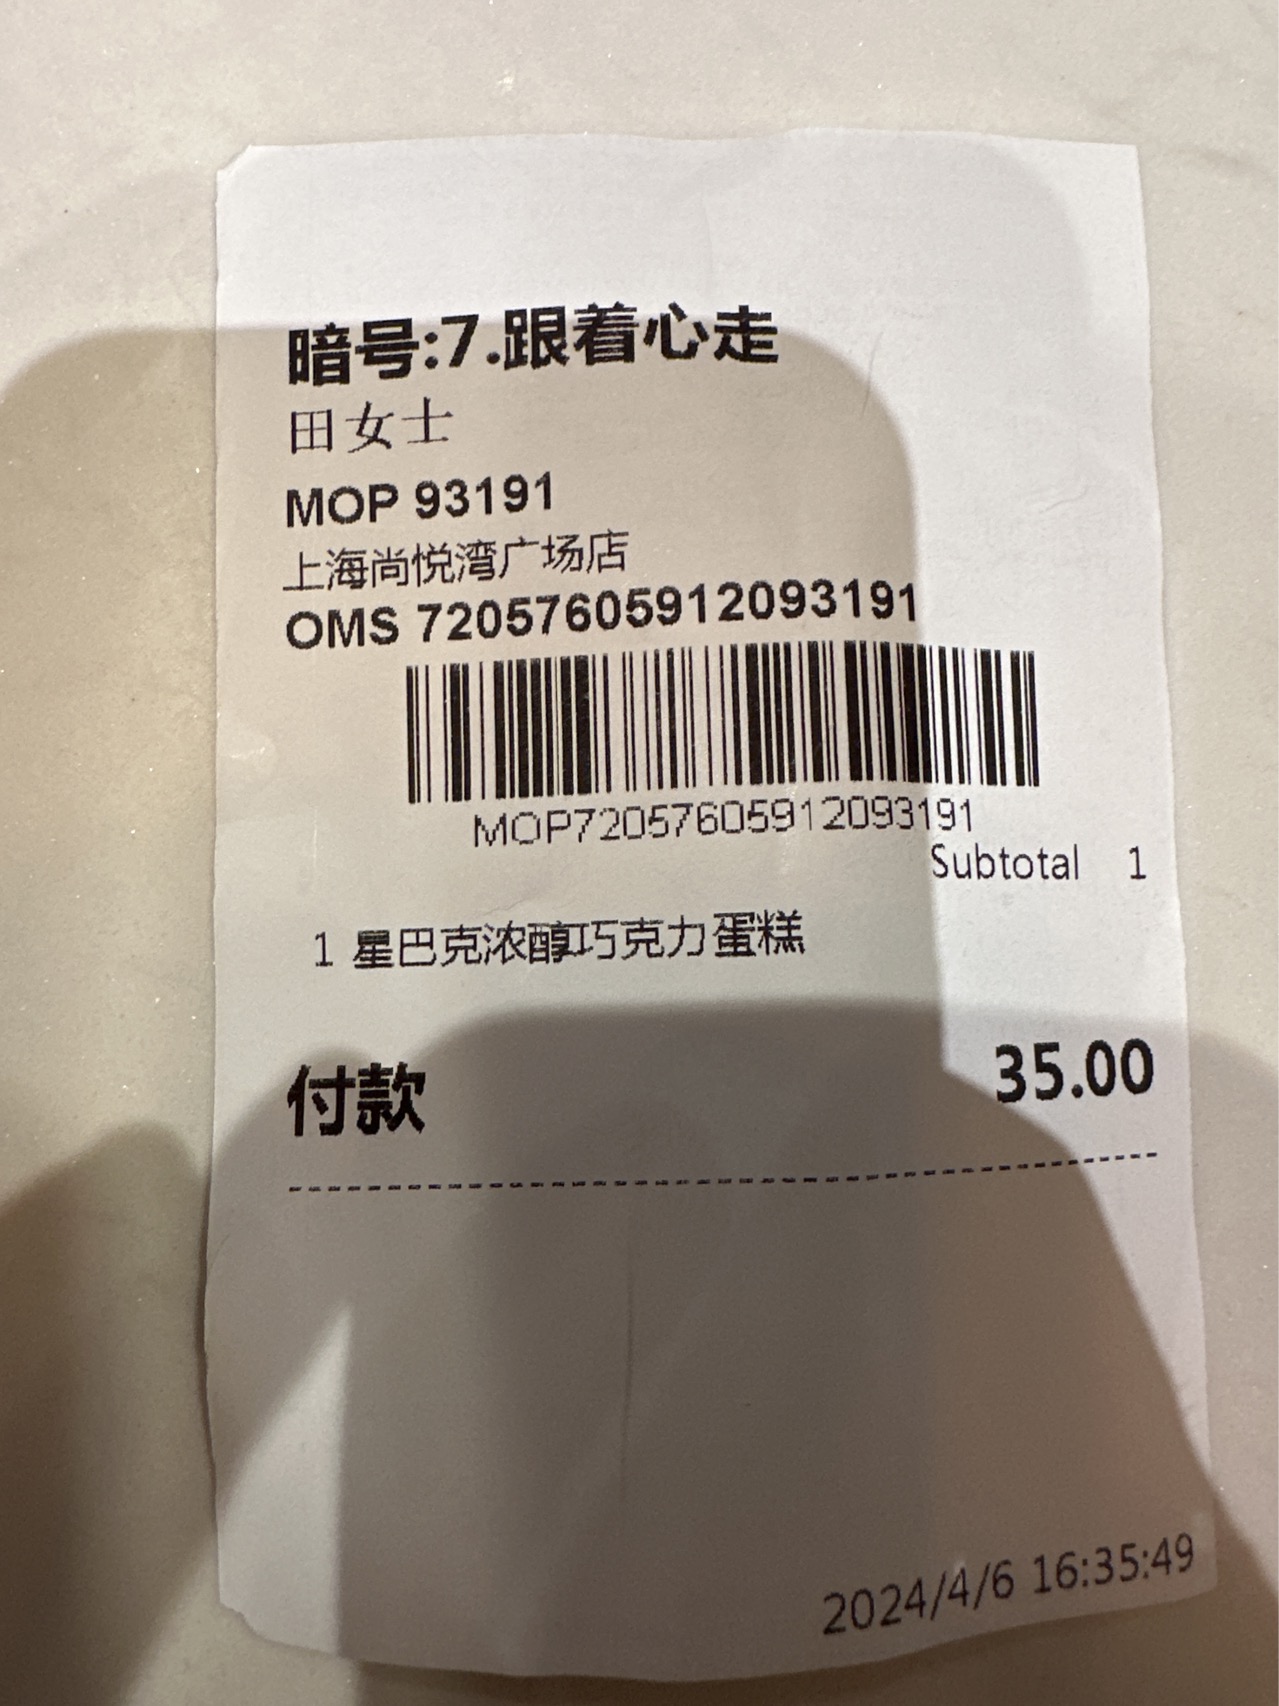 暗号:7.跟着心走
田女士
MOP 93191
上海尚悦湾广场店
OMS 72057605912093191
MOP72057605912093191
Subtotal 1
1 星巴克浓醇巧克力蛋糕
付款 35.00
2024/4/6 16:35:49